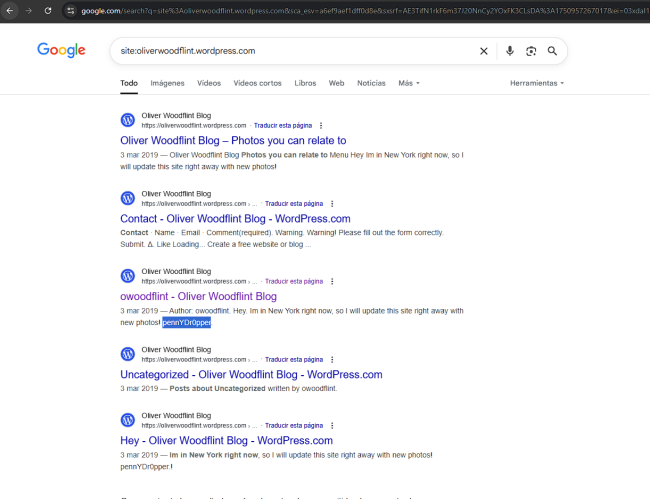 google.com/search?q=site%3Aoliverwoodflint.wordpress.com&sca_esv=a6ef9aef1dff0d8e&sxsrf=
Google
site:oliverwoodflint.wordpress.com
Todo Imágenes Vídeos Vídeos cortos Libros Web Noticias Más Herramientas
Oliver Woodflint Blog
https://oliverwoodflint.wordpress.com · Traducir esta página
Oliver Woodflint Blog – Photos you can relate to
3 mar 2019 — Oliver Woodflint Blog Photos you can relate to Menu Hey Im in New York right now, so I
will update this site right away with new photos!
Oliver Woodflint Blog
https://oliverwoodflint.wordpress.com › ... · Traducir esta página
Contact - Oliver Woodflint Blog - WordPress.com
Contact · Name · Email · Comment(required). Warning. Warning! Please fill out the form correctly.
Submit. Δ. Like Loading... Create a free website or blog ...
Oliver Woodflint Blog
https://oliverwoodflint.wordpress.com › ... · Traducir esta página
owoodflint - Oliver Woodflint Blog
3 mar 2019 — Author: owoodflint. Hey. Im in New York right now, so I will update this site right away with
new photos! pennYDr0pper.
Oliver Woodflint Blog
https://oliverwoodflint.wordpress.com › ... · Traducir esta página
Uncategorized - Oliver Woodflint Blog - WordPress.com
3 mar 2019 — Posts about Uncategorized written by owoodflint.
Oliver Woodflint Blog
https://oliverwoodflint.wordpress.com › ... · Traducir esta página
Hey - Oliver Woodflint Blog - WordPress.com
3 mar 2019 — Im in New York right now, so I will update this site right away with new photos!
pennYDr0pper.!